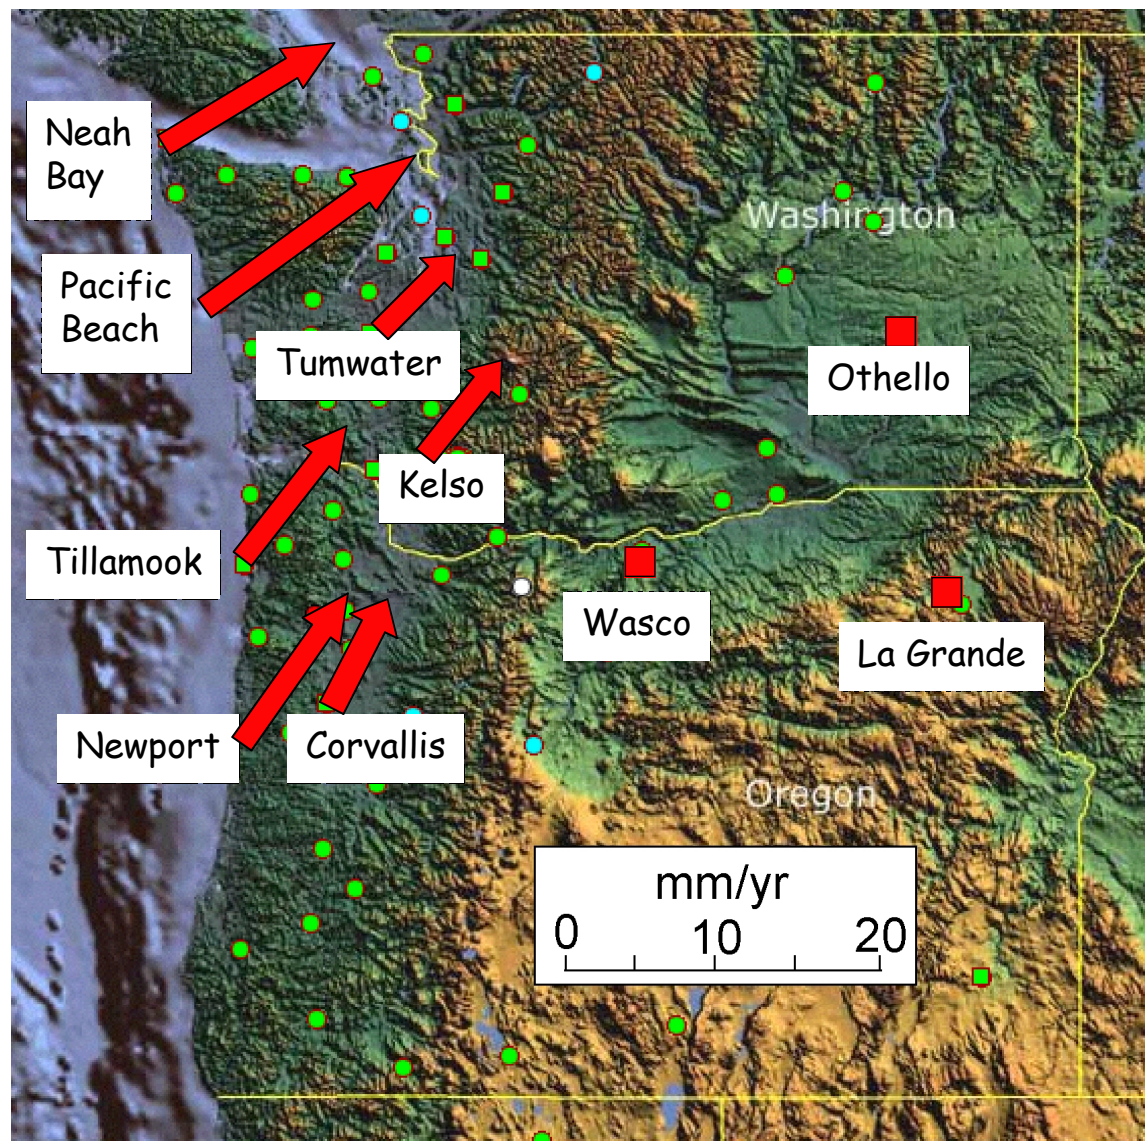 Neah
Bay
Washington
Pacific
Beach
Tumwater
Othello
Kelso
Tillamook
Wasco
La Grande
Newport
Corvallis
Oregon
mm/yr
0 10 20